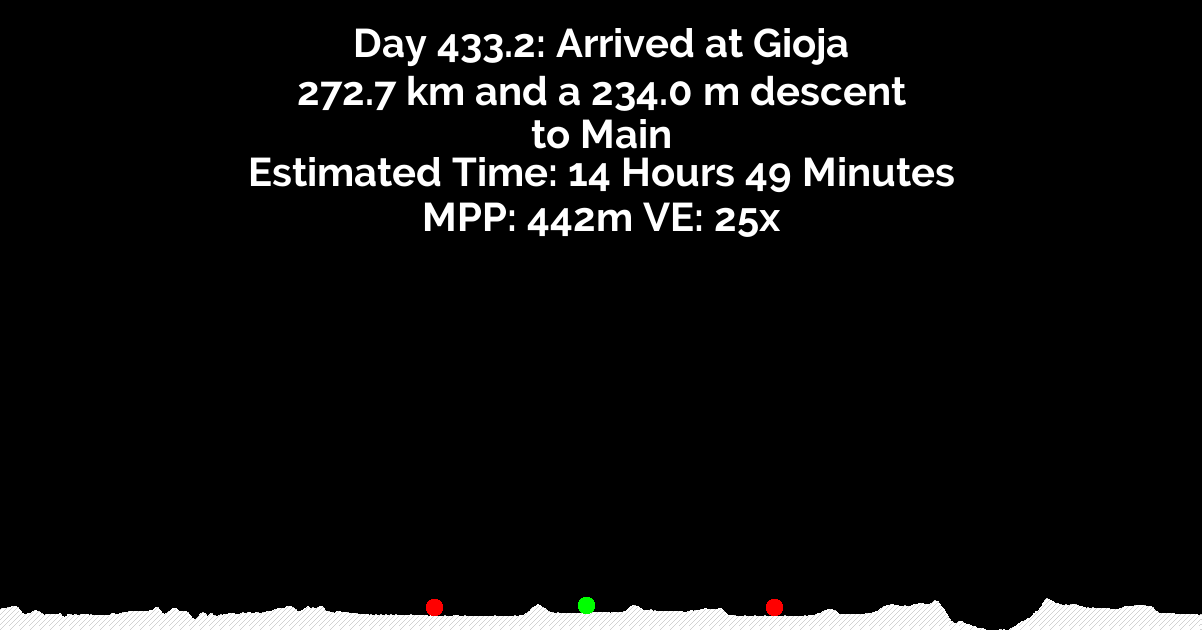 Day 433.2: Arrived at Gioja
272.7 km and a 234.0 m descent
to Main
Estimated Time: 14 Hours 49 Minutes
MPP: 442m VE: 25x